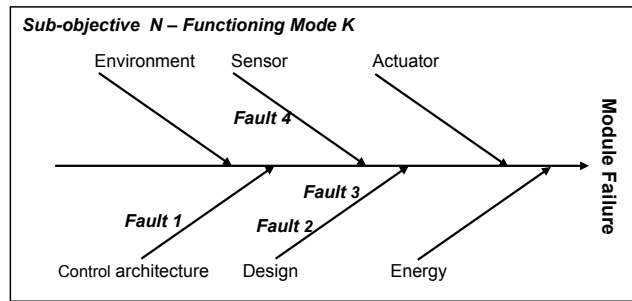 Sub-objective N – Functioning Mode K
Environment
Sensor
Actuator
Fault 4
Module Failure
Fault 3
Fault 1
Fault 2
Control architecture
Design
Energy